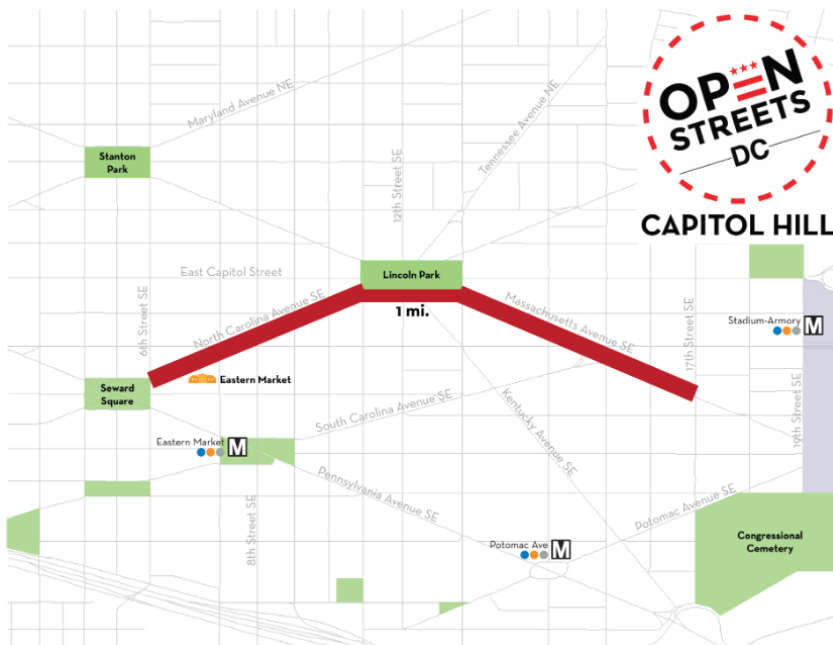 OPEN
STREETS
DC
CAPITOL HILL
Maryland Avenue NE
Tennessee Avenue NE
Stanton
Park
12th Street SE
East Capitol Street
Lincoln Park
1 mi.
6th Street SE
North Carolina Avenue SE
Massachusetts Avenue SE
17th Street SE
Stadium-Armory
M
Eastern Market
Seward
Square
South Carolina Avenue SE
Kentucky Avenue SE
19th Street SE
Eastern Market
M
8th Street SE
Pennsylvania Avenue SE
Potomac Avenue SE
Potomac Ave
M
Congressional
Cemetery